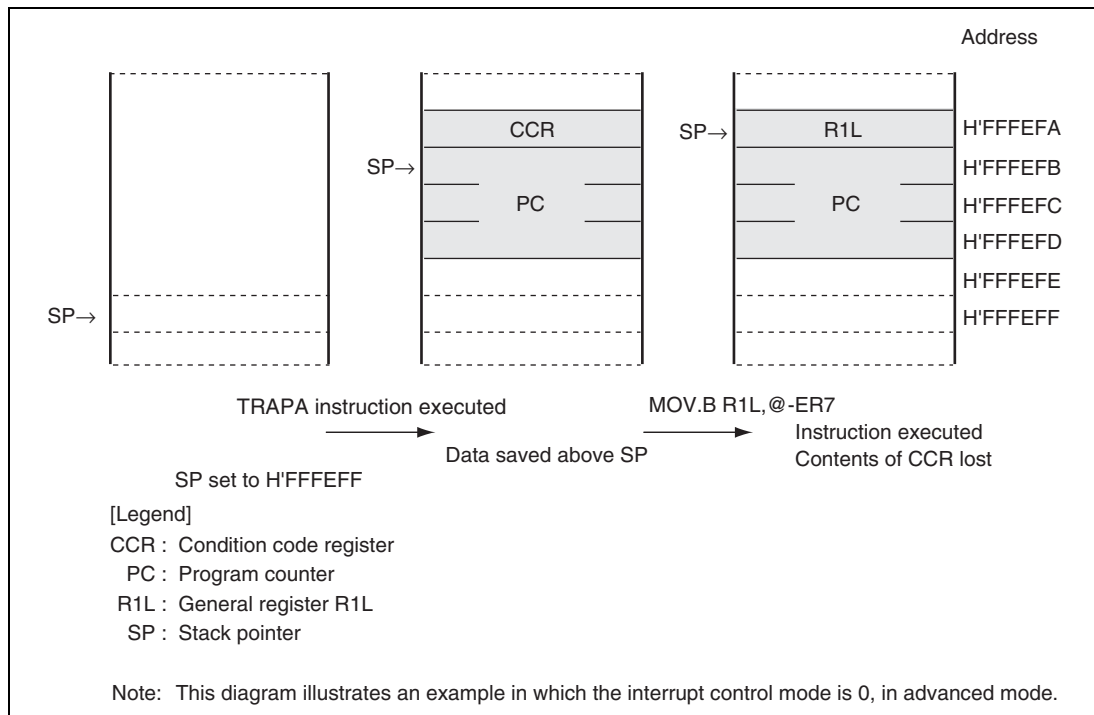 Address
CCR
SP→
R1L
H'FFFEFA
SP→
H'FFFEFB
PC
PC
H'FFFEFC
H'FFFEFD
H'FFFEFE
SP→
H'FFFEFF
TRAPA instruction executed
MOV.B R1L,@-ER7
Data saved above SP
Instruction executed
Contents of CCR lost
SP set to H'FFFEFF
[Legend]
CCR : Condition code register
PC : Program counter
R1L : General register R1L
SP : Stack pointer
Note: This diagram illustrates an example in which the interrupt control mode is 0, in advanced mode.